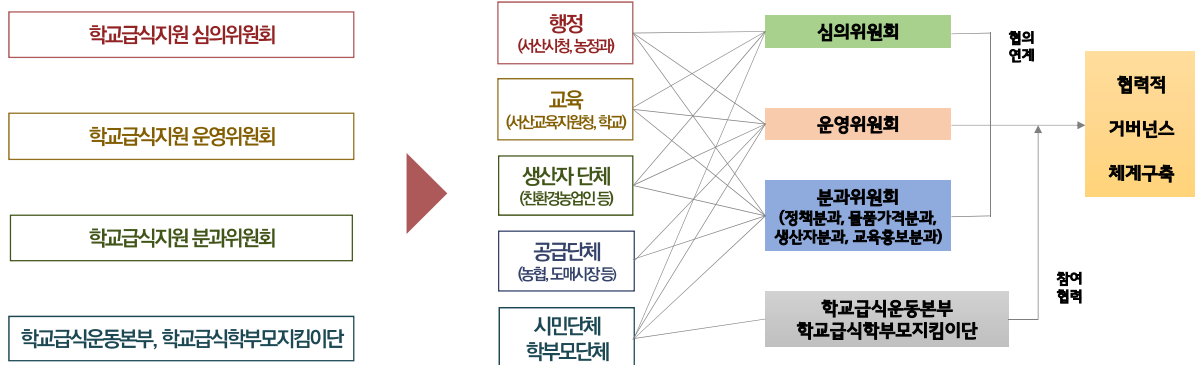 학교급식지원 심의위원회
학교급식지원 운영위원회
학교급식지원 분과위원회
학교급식운동본부, 학교급식학부모지킴이단
행정
(서산시청, 농정과)
교육
(서산교육지원청, 학교)
생산자 단체
(친환경농업인 등)
공급단체
(농협, 도매시장 등)
시민단체
학부모단체
심의위원회
운영위원회
분과위원회
(정책분과, 물품가격분과,
생산자분과, 교육홍보분과)
학교급식운동본부
학교급식학부모지킴이단
협의
연계
참여
협력
협력적
거버넌스
체계구축